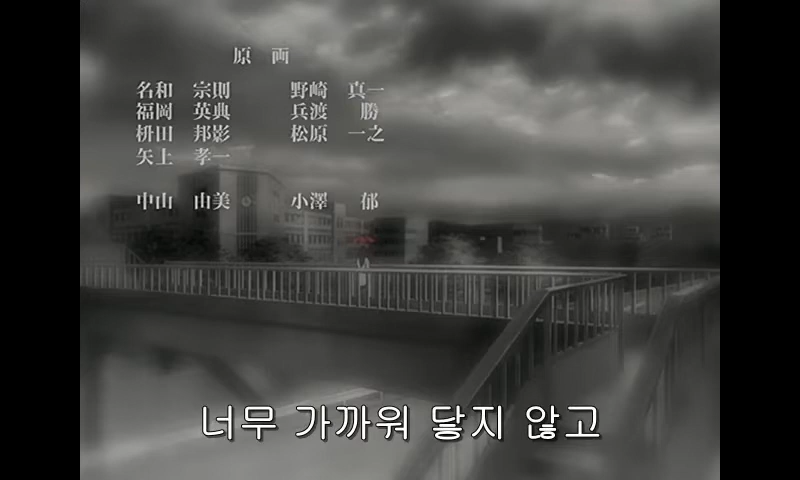 原 画
名和 宗則 野崎 真一
福岡 英典 兵渡 勝
枡田 邦影 松原 一之
矢上 孝一
中山 由美 小澤 郁
너무 가까워 닿지 않고